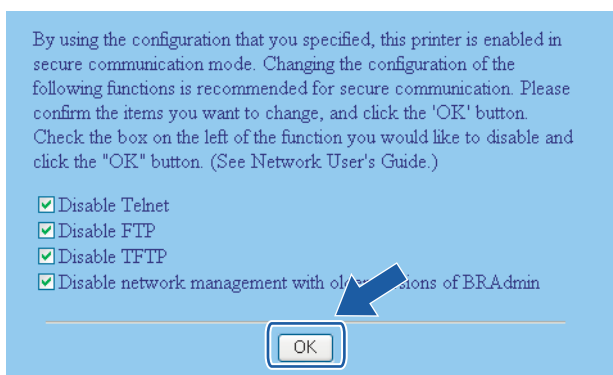 By using the configuration that you specified, this printer is enabled in
secure communication mode. Changing the configuration of the
following functions is recommended for secure communication. Please
confirm the items you want to change, and click the 'OK' button.
Check the box on the left of the function you would like to disable and
click the "OK" button. (See Network User's Guide.)
Disable Telnet
Disable FTP
Disable TFTP
Disable network management with of BRAdmin
OK